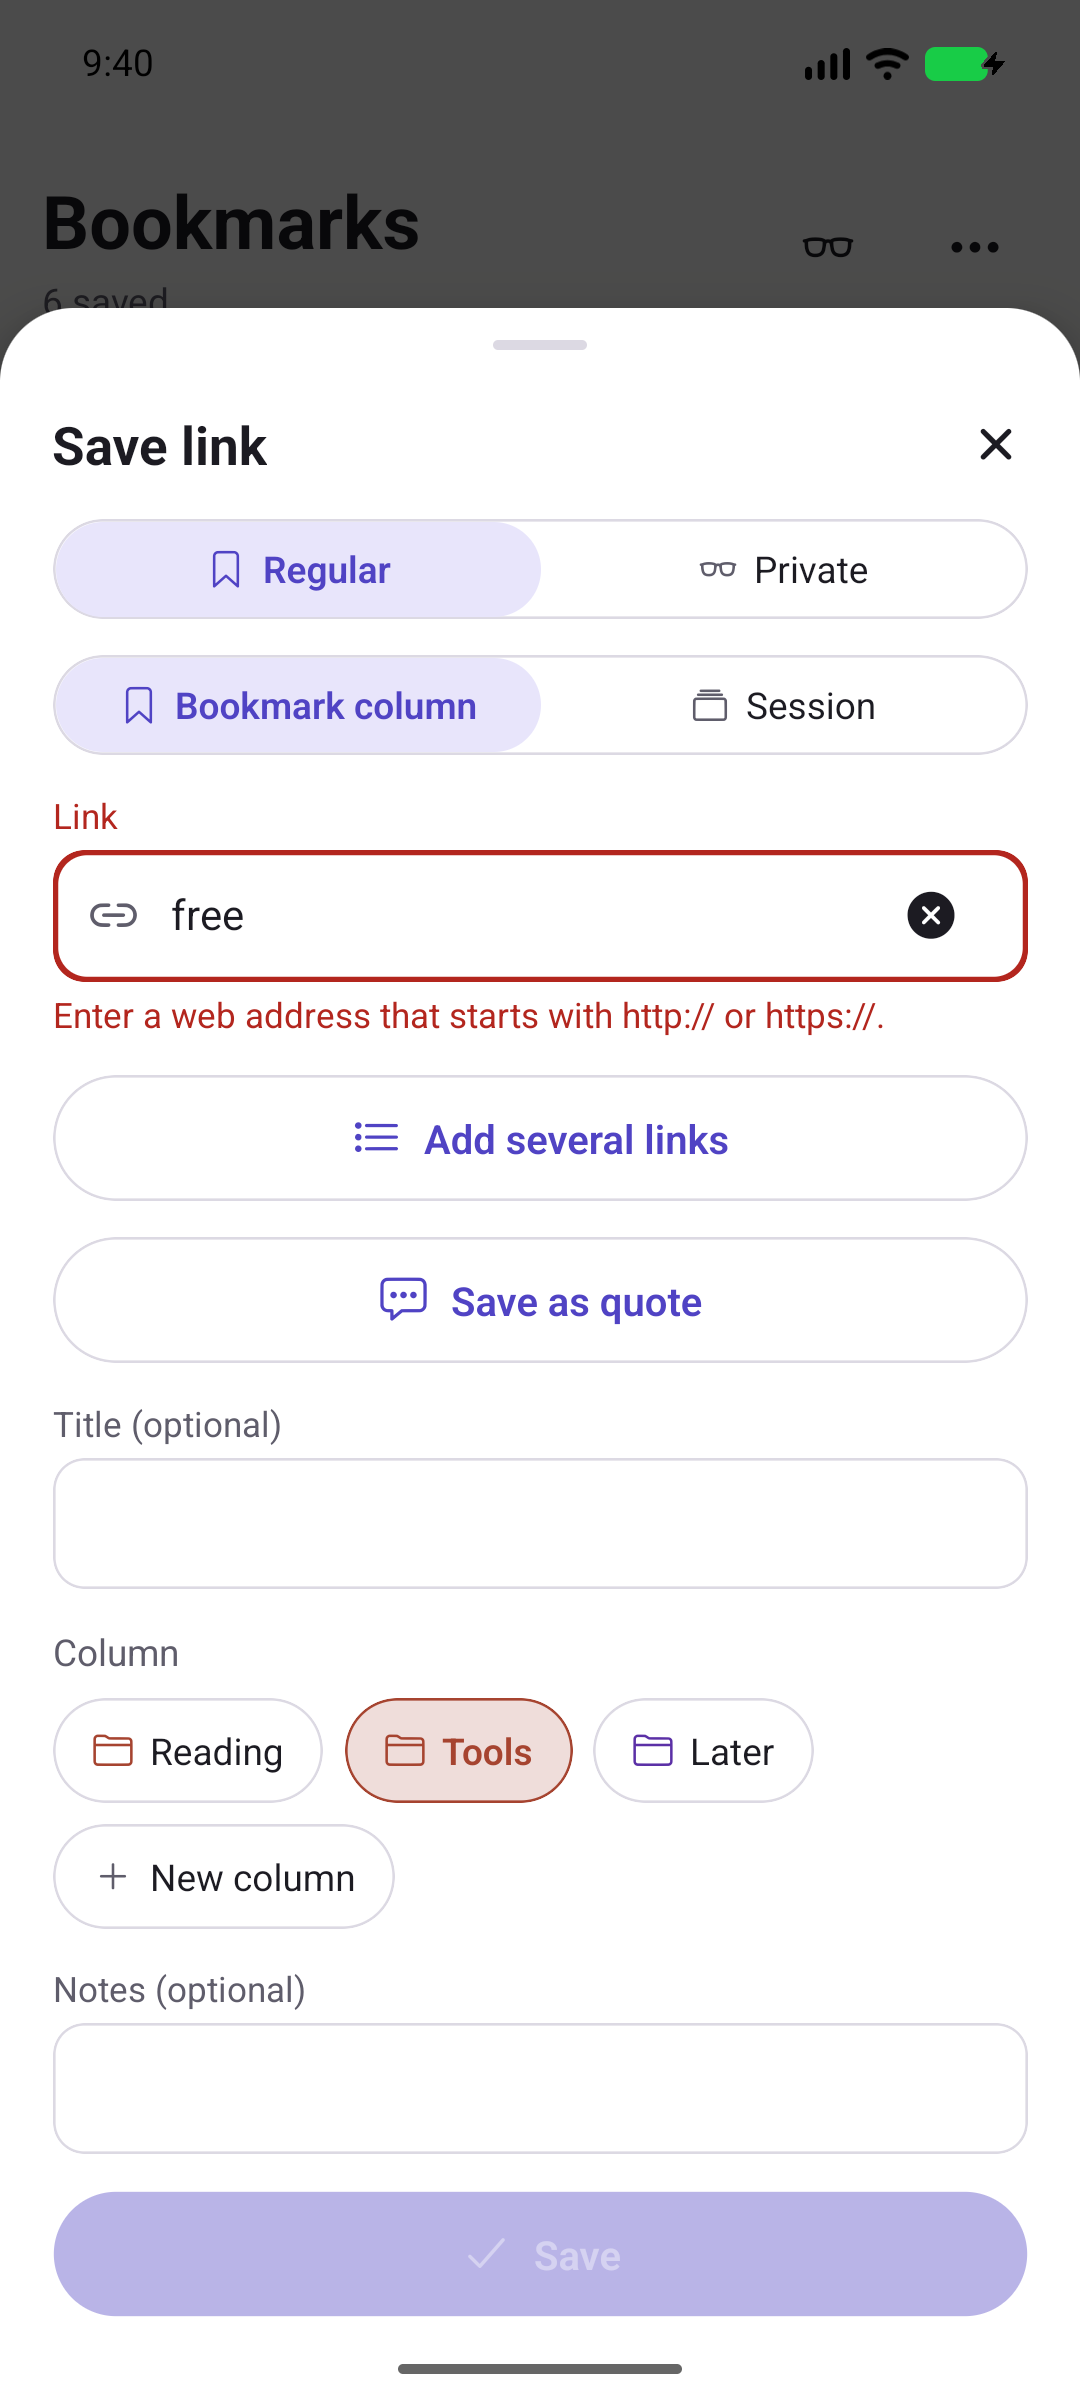 9:40
Bookmarks
6 saved
Save link
Regular
Private
Bookmark column
Session
Link
free
Enter a web address that starts with http:// or https://.
Add several links
Save as quote
Title (optional)
Column
Reading
Tools
Later
New column
Notes (optional)
Save